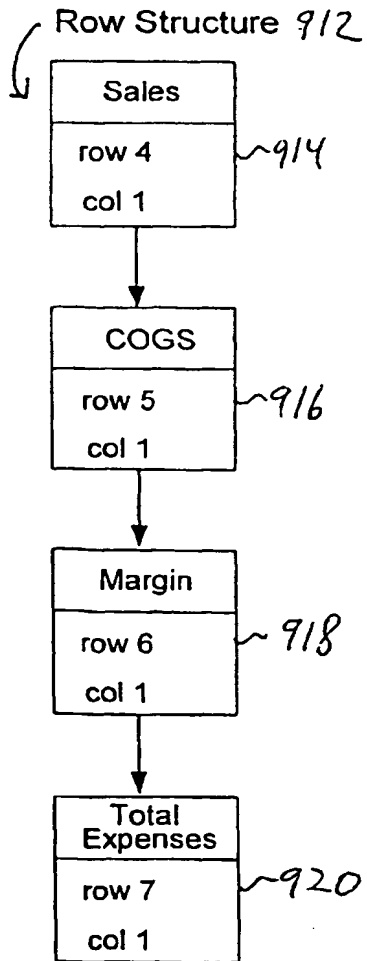 Row Structure 912
Sales
row 4
914
col 1
COGS
row 5
916
col 1
Margin
row 6
918
col 1
Total
Expenses
row 7
920
col 1